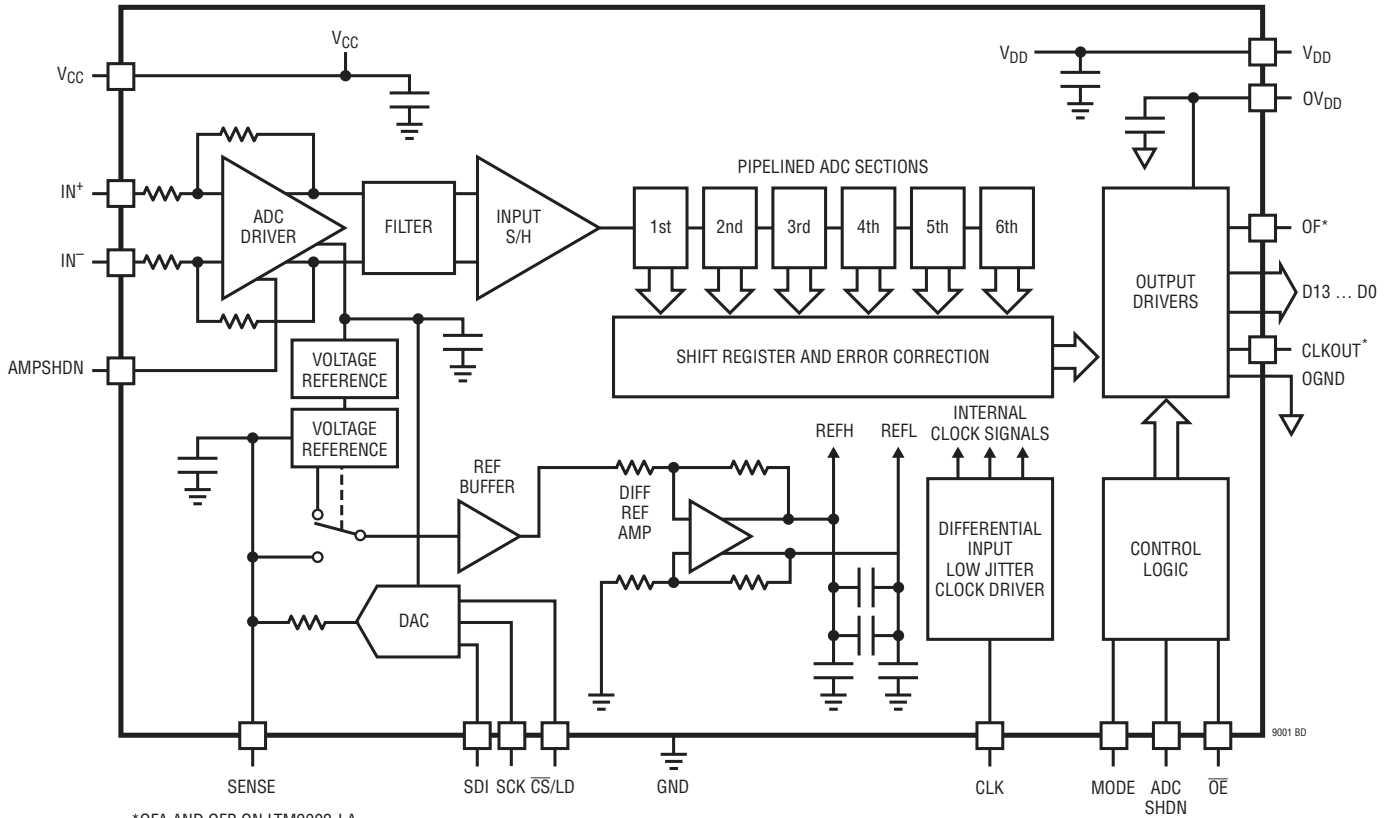 VCC
VCC
VDD
VDD
OVDD
PIPELINED ADC SECTIONS
IN+
IN–
ADC
DRIVER
FILTER
INPUT
S/H
1st
2nd
3rd
4th
5th
6th
OUTPUT
DRIVERS
OF*
D13 … D0
CLKOUT*
OGND
SHIFT REGISTER AND ERROR CORRECTION
AMPSHDN
VOLTAGE
REFERENCE
VOLTAGE
REFERENCE
REF
BUFFER
DIFF
REF
AMP
REFH
REFL
INTERNAL
CLOCK SIGNALS
DIFFERENTIAL
INPUT
LOW JITTER
CLOCK DRIVER
CONTROL
LOGIC
DAC
9001 BD
SENSE
SDI
SCK
C̅S̅/LD
GND
CLK
MODE
ADC
SHDN
O̅E̅